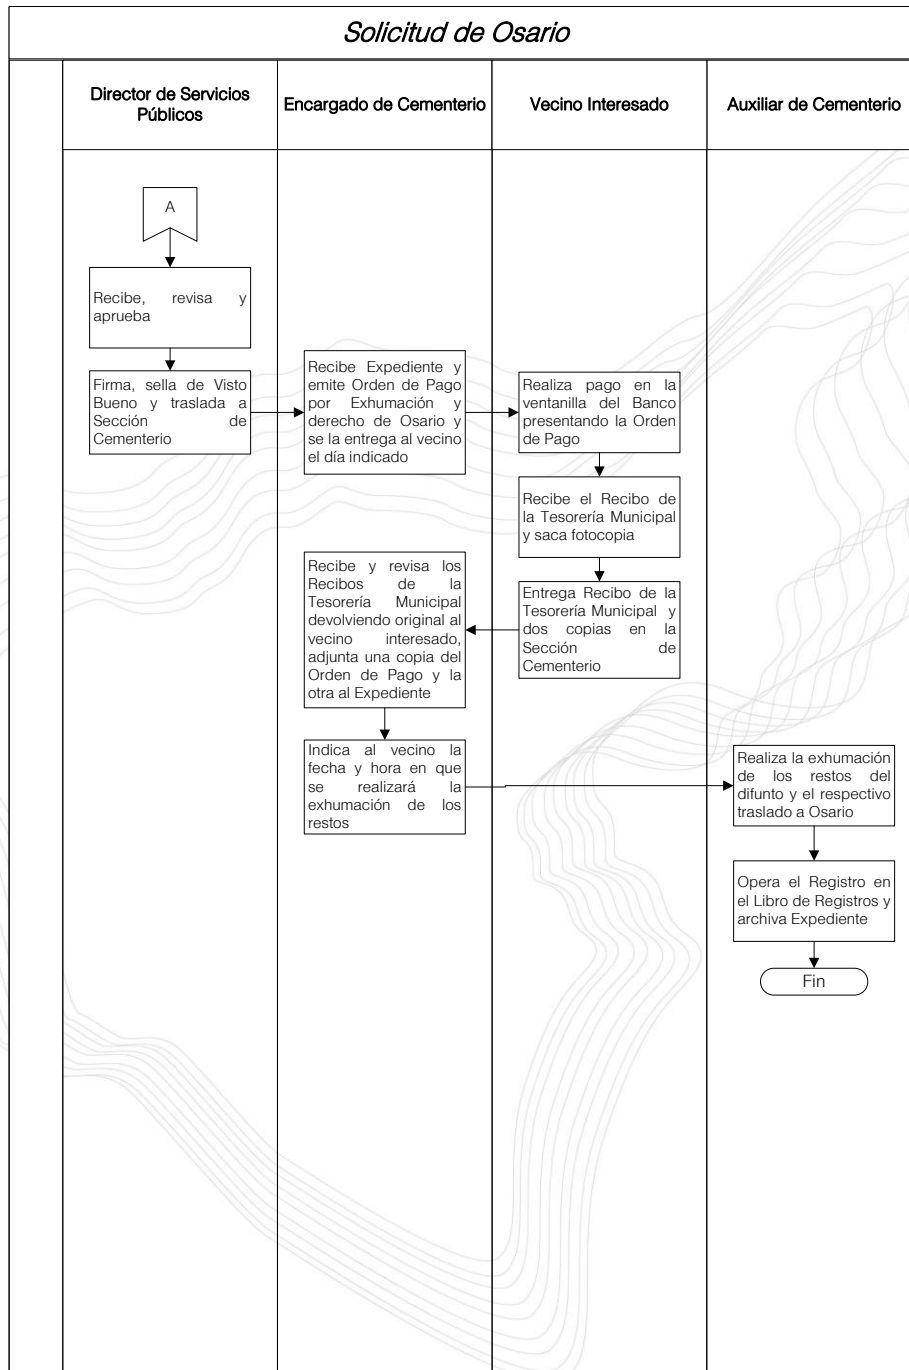 Solicitud de Osario
Director de Servicios
Públicos
Encargado de Cementerio
Vecino Interesado
Auxiliar de Cementerio
A
Recibe, revisa y
aprueba
Firma, sella de Visto
Bueno y traslada a
Sección de
Cementerio
Recibe Expediente y
emite Orden de Pago
por Exhumación y
derecho de Osario y
se la entrega al vecino
el día indicado
Realiza pago en la
ventanilla del Banco
presentando la Orden
de Pago
Recibe el Recibo de
la Tesorería Municipal
y saca fotocopia
Entrega Recibo de la
Tesorería Municipal y
dos copias en la
Sección de
Cementerio
Recibe y revisa los
Recibos de la
Tesorería Municipal
devolviendo original al
vecino interesado,
adjunta una copia del
Orden de Pago y la
otra al Expediente
Indica al vecino la
fecha y hora en que
se realizará la
exhumación de los
restos
Realiza la exhumación
de los restos del
difunto y el respectivo
traslado a Osario
Opera el Registro en
el Libro de Registros y
archiva Expediente
Fin